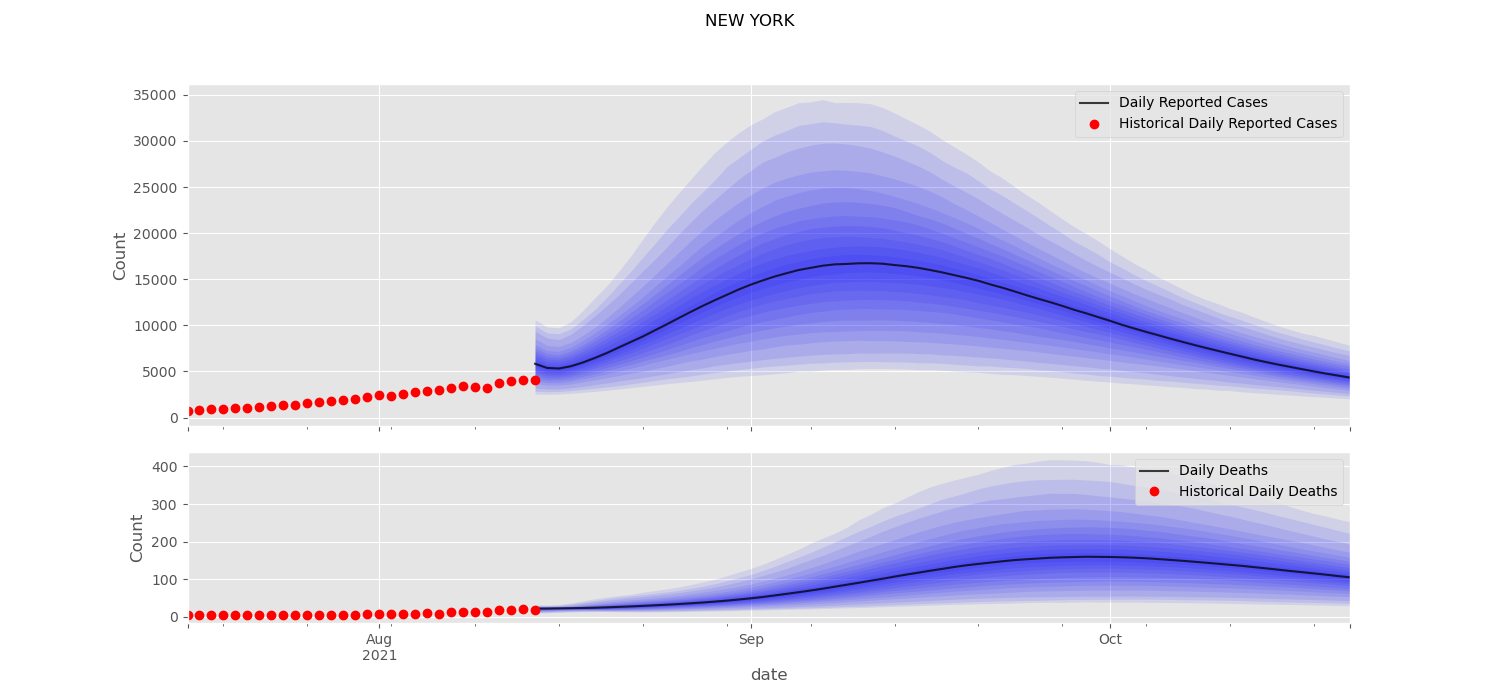 NEW YORK
35000
30000
25000
20000
15000
10000
5000
0
Count
Daily Reported Cases
Historical Daily Reported Cases
400
300
200
100
0
Count
Daily Deaths
Historical Daily Deaths
Aug
2021
Sep
Oct
date